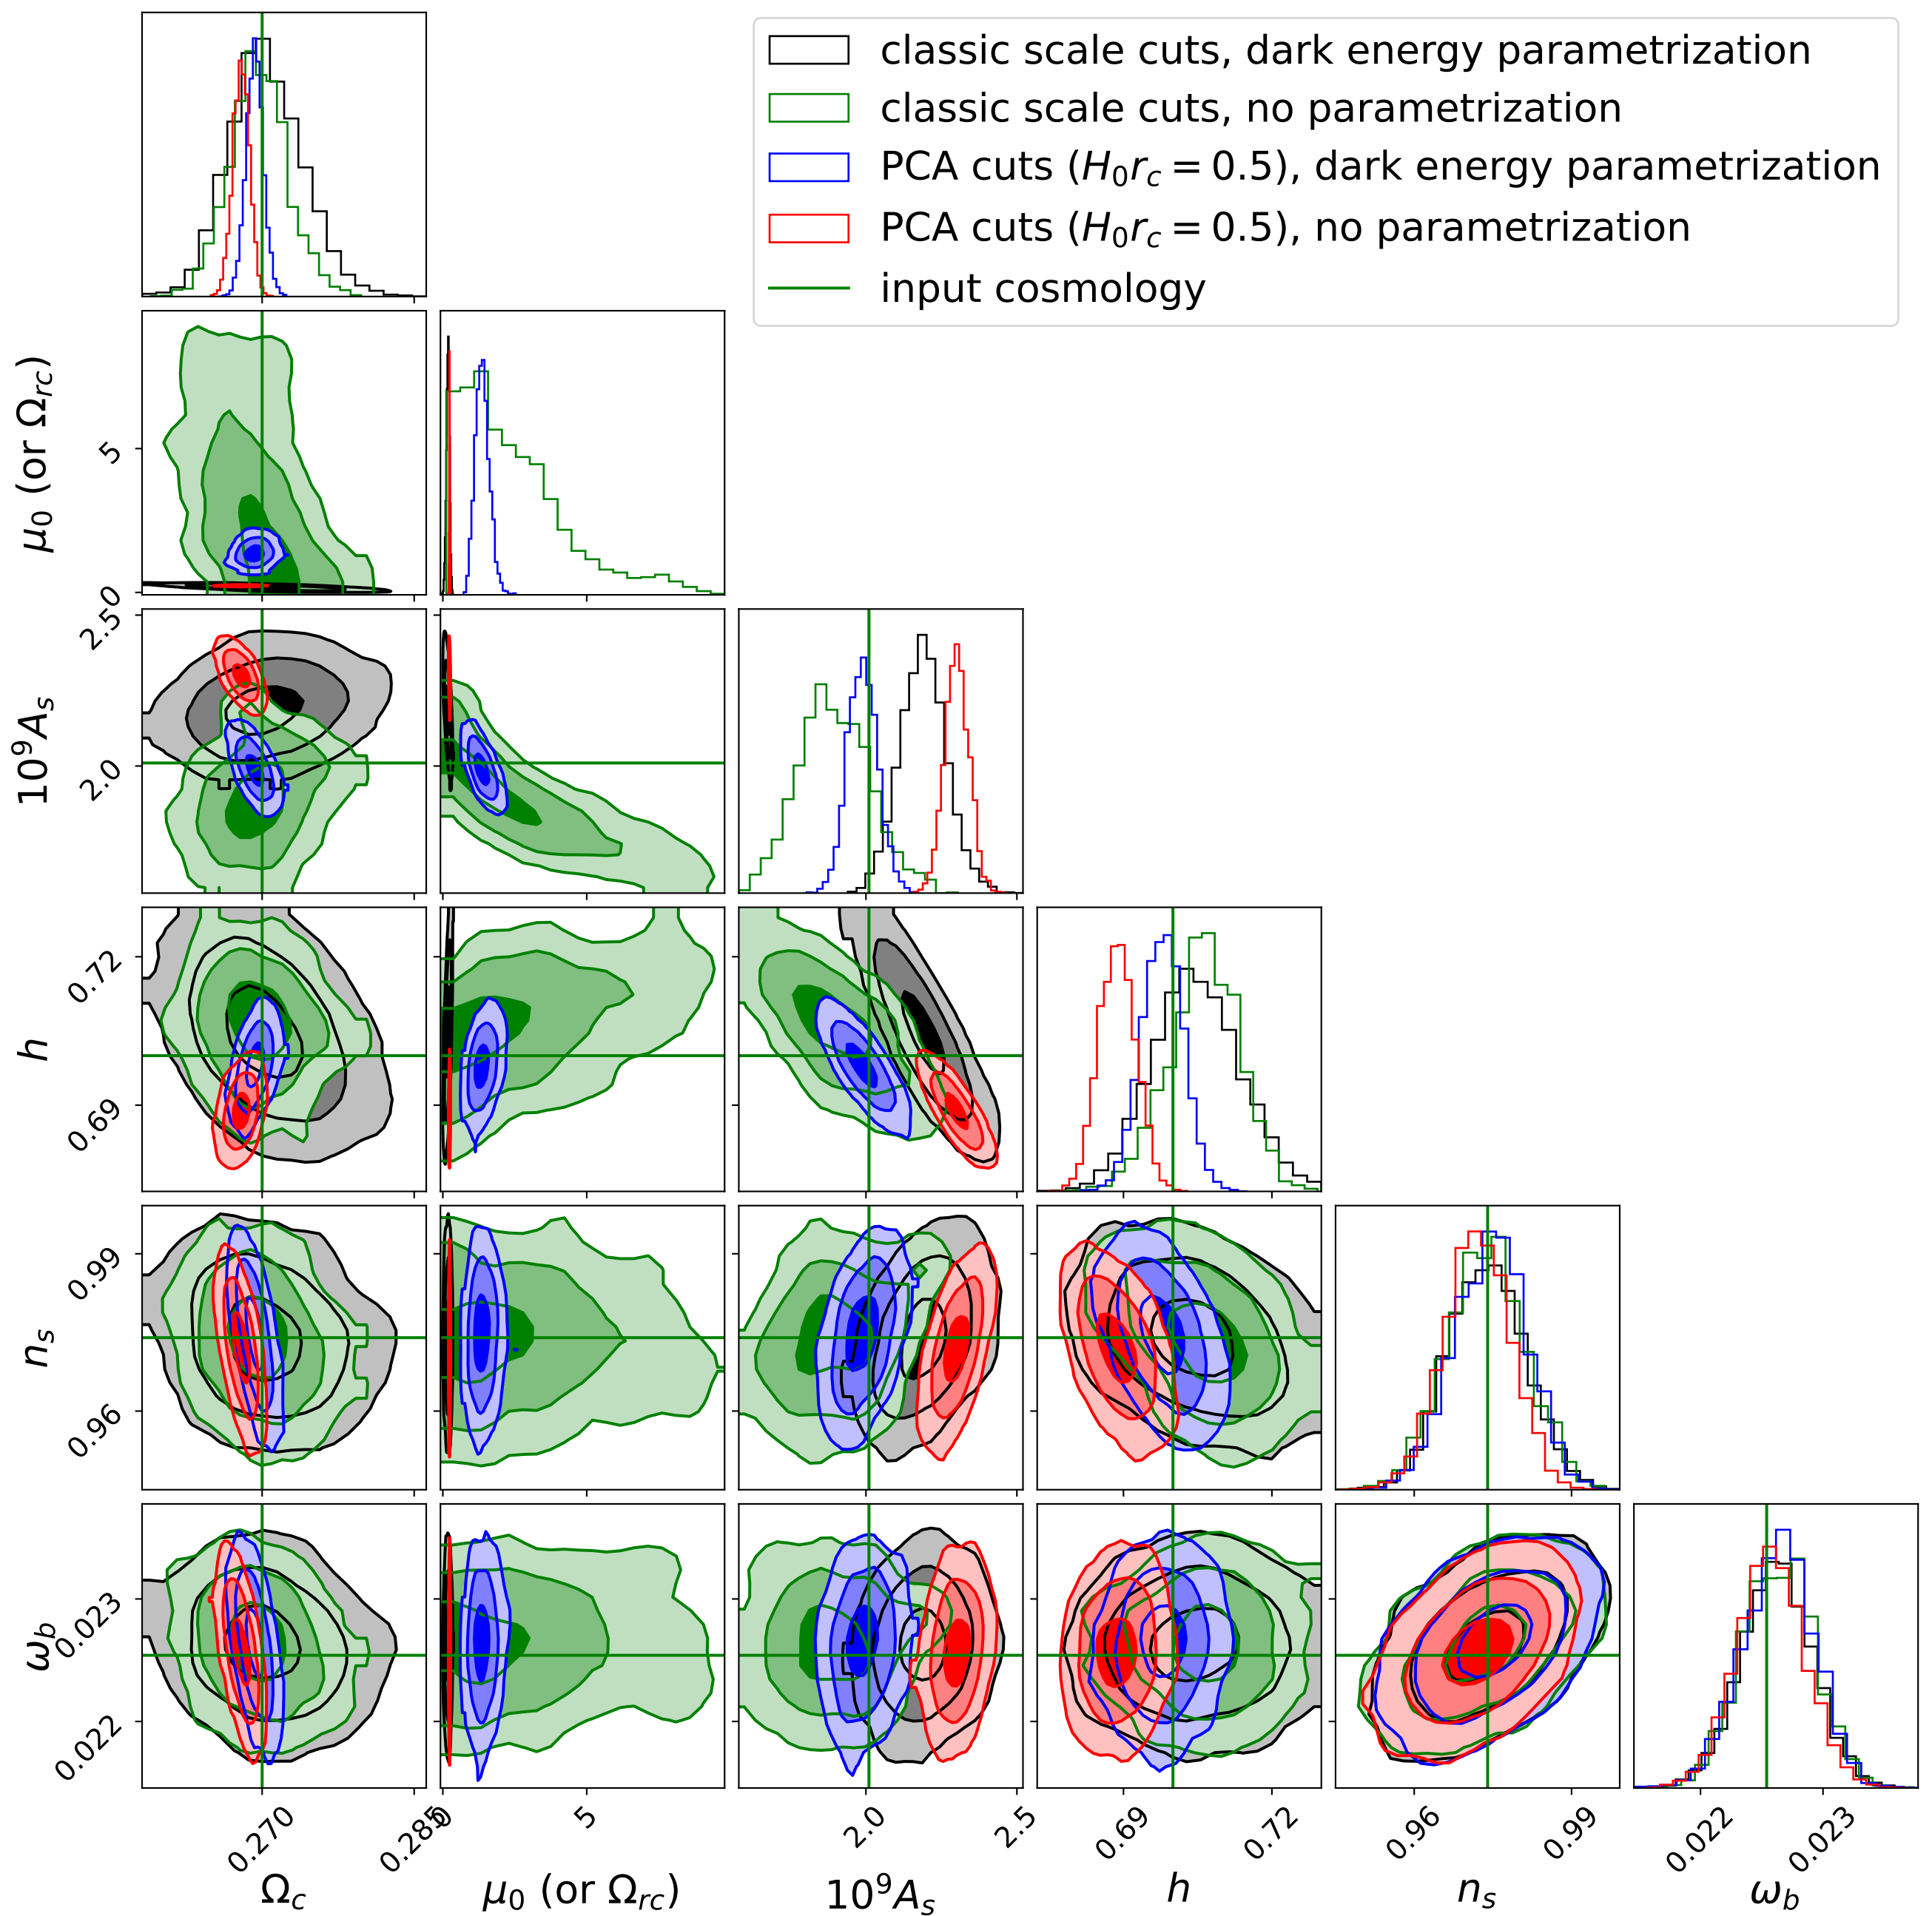 classic scale cuts, dark energy parametrization
classic scale cuts, no parametrization
PCA cuts (H₀r_c = 0.5), dark energy parametrization
PCA cuts (H₀r_c = 0.5), no parametrization
input cosmology
μ₀ (or Ω_rc)
5
0
10⁹A_s
2.5
2.0
h
0.72
0.69
n_s
0.99
0.96
ω_b
0.023
0.022
0.270 0.285 0 5 2.0 2.5 0.69 0.72 0.96 0.99 0.022 0.023
Ω_c μ₀ (or Ω_rc) 10⁹A_s h n_s ω_b